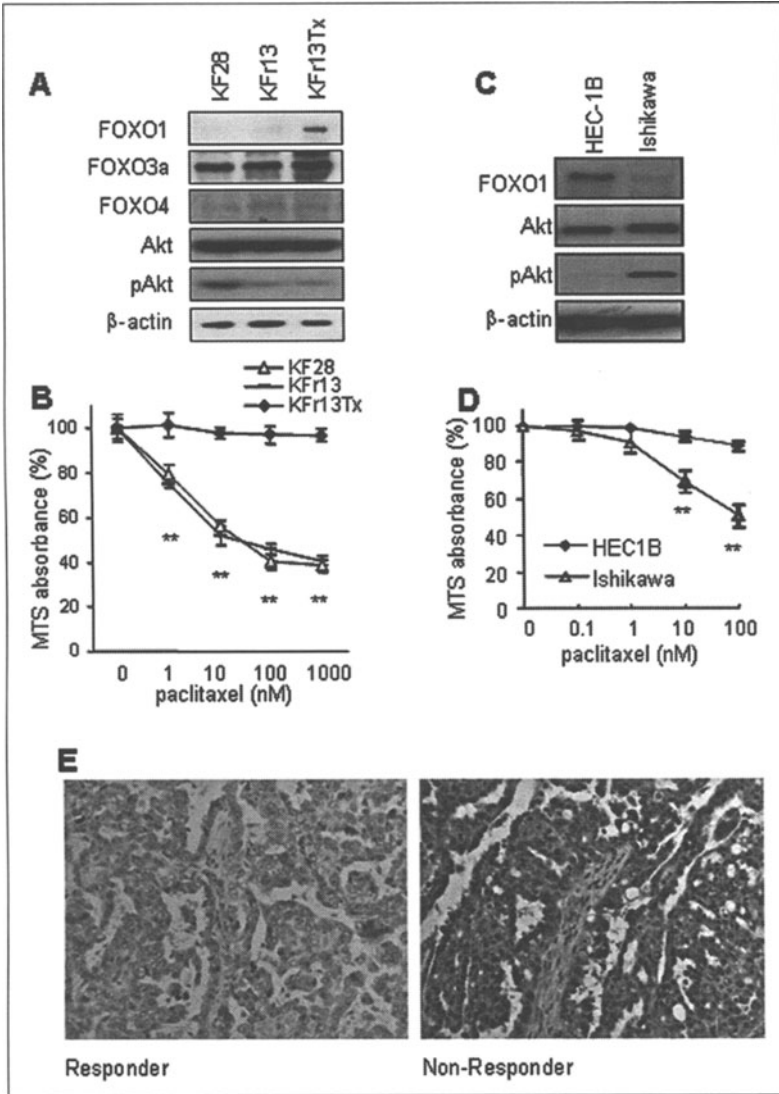 A
KF28
KFr13
KFr13Tx
FOXO1
FOXO3a
FOXO4
Akt
pAkt
β-actin
C
HEC-1B
Ishikawa
FOXO1
Akt
pAkt
β-actin
B
KF28
KFr13
KFr13Tx
MTS absorbance (%)
100
80
60
40
20
0
**
**
**
**
0 1 10 100 1000
paclitaxel (nM)
D
MTS absorbance (%)
100
80
60
40
20
0
**
**
HEC1B
Ishikawa
0 0.1 1 10 100
paclitaxel (nM)
E
Responder
Non-Responder